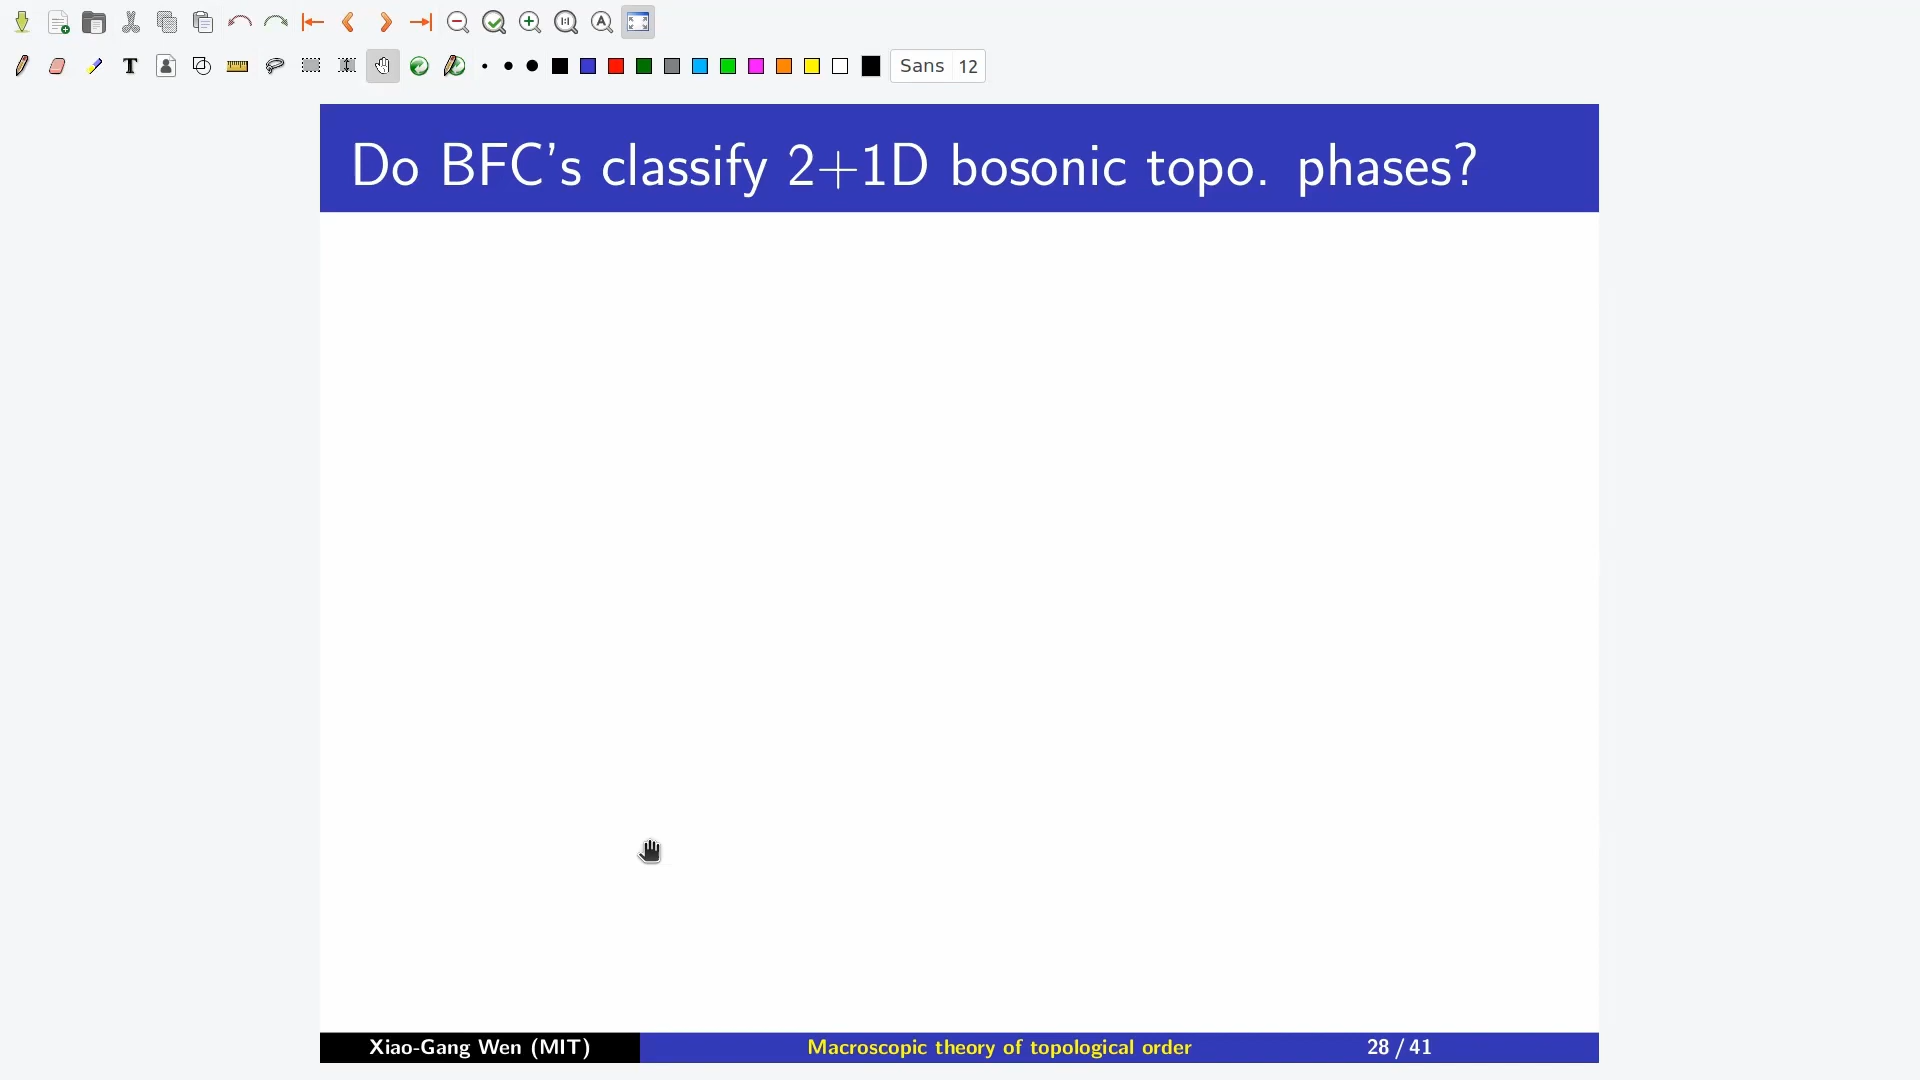 T
A
Sans 12
Do BFC's classify 2+1D bosonic topo. phases?
Xiao-Gang Wen (MIT) Macroscopic theory of topological order 28 / 41